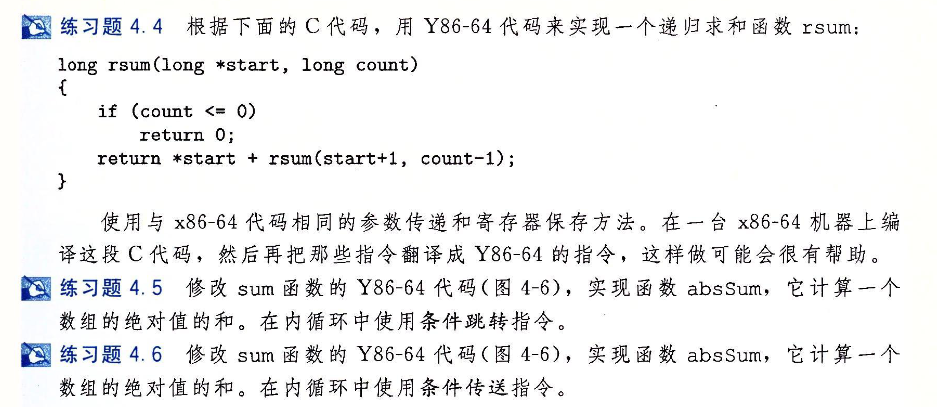 练习题 4.4 根据下面的 C 代码，用 Y86-64 代码来实现一个递归求和函数 rsum：
long rsum(long *start, long count)
{
    if (count <= 0)
        return 0;
    return *start + rsum(start+1, count-1);
}
使用与 x86-64 代码相同的参数传递和寄存器保存方法。在一台 x86-64 机器上编
译这段 C 代码，然后再把那些指令翻译成 Y86-64 的指令，这样做可能会很有帮助。
练习题 4.5 修改 sum 函数的 Y86-64 代码(图 4-6)，实现函数 absSum，它计算一个
数组的绝对值的和。在内循环中使用条件跳转指令。
练习题 4.6 修改 sum 函数的 Y86-64 代码(图 4-6)，实现函数 absSum，它计算一个
数组的绝对值的和。在内循环中使用条件传送指令。